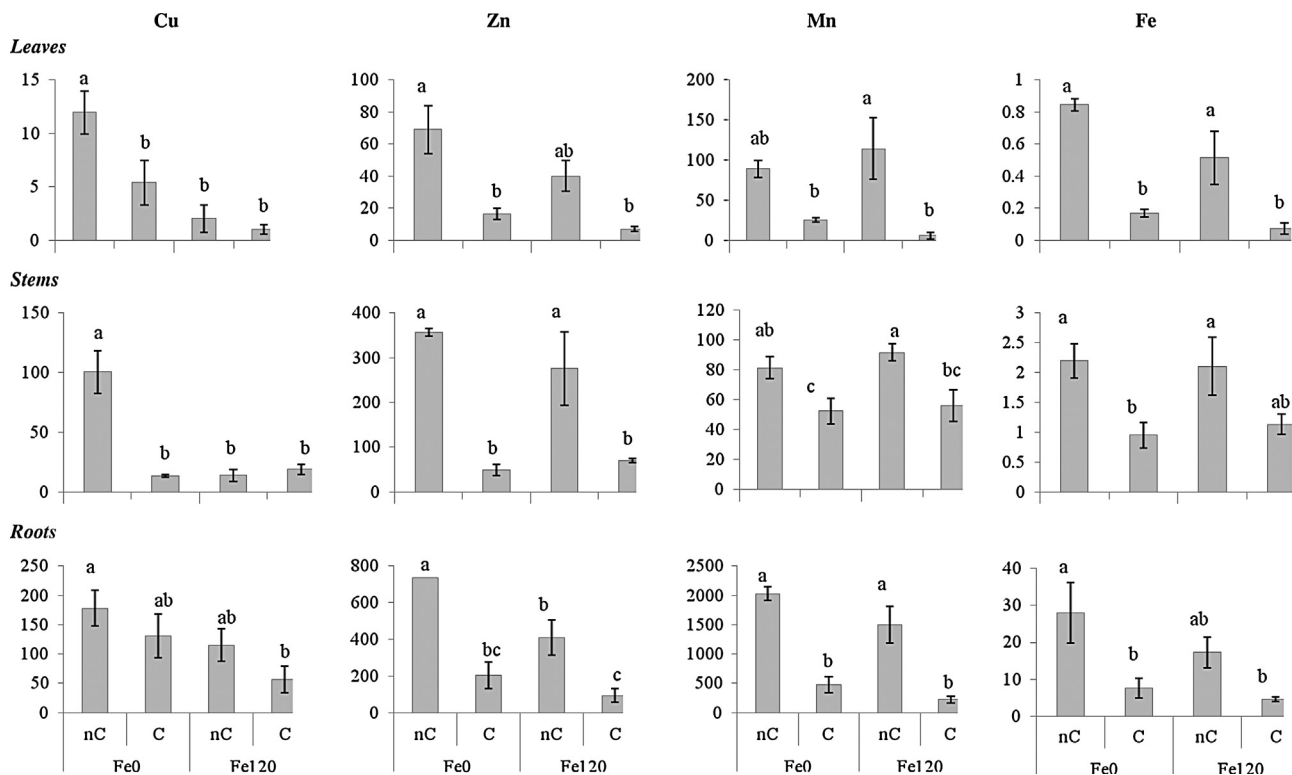 Cu Zn Mn Fe
Leaves
15 10 5 0 a b b b
80 60 40 20 0 a b ab b
200 150 100 50 0 ab b a b
1 0.8 0.6 0.4 0.2 0 a b a b
Stems
150 100 50 0 a b b b
400 300 200 100 0 a b a b
120 100 80 60 40 20 0 ab c a bc
3 2.5 2 1.5 1 0.5 0 a b a ab
Roots
250 200 150 100 50 0 a ab ab b
800 600 400 200 0 a bc b c
2500 2000 1500 1000 500 0 a b a b
40 30 20 10 0 a b ab b
nC C nC C nC C nC C nC C nC C nC C nC C
Fe0 Fe120 Fe0 Fe120 Fe0 Fe120 Fe0 Fe120